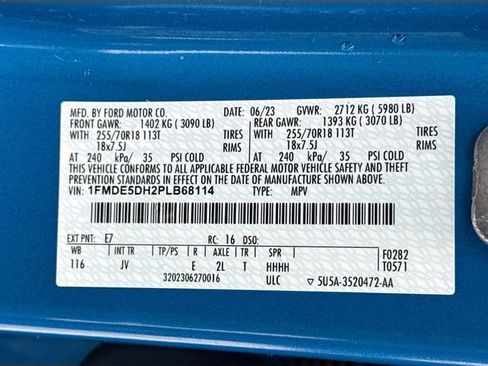 MFD. BY FORD MOTOR CO. 06/23 GVWR: 2712 KG ( 5980 LB)
FRONT GAWR: 1402 KG ( 3090 LB) REAR GAWR: 1393 KG ( 3070 LB)
WITH 255/70R18 113T TIRES WITH 255/70R18 113T TIRES
18x7.5J RIMS 18x7.5J RIMS
AT 240 kPa/ 35 PSI COLD AT 240 kPa/ 35 PSI COLD
THIS VEHICLE CONFORMS TO ALL APPLICABLE FEDERAL MOTOR VEHICLE SAFETY AND THEFT
PREVENTION STANDARDS IN EFFECT ON THE DATE OF MANUFACTURE SHOWN ABOVE.
VIN: 1FMDE5DH2PLB68114 TYPE: MPV
EXT PNT: E7 RC: 16 DSO:
WB INT TR TP/PS R AXLE TR SPR F0282
116 JV E 2L T HHHH T0571
3202306270016 ULC 5U5A-3520472-AA